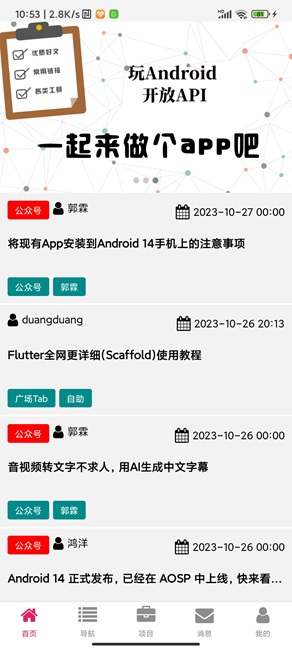 10:53 | 2.8K/s
优质好文
常用链接
各类工具
玩Android
开放API
一起来做个app吧
公众号 郭霖 2023-10-27 00:00
将现有App安装到Android 14手机上的注意事项
公众号 郭霖
duangduang 2023-10-26 20:13
Flutter全网更详细(Scaffold)使用教程
广场Tab 自助
公众号 郭霖 2023-10-26 00:00
音视频转文字不求人，用AI生成中文字幕
公众号 郭霖
公众号 鸿洋 2023-10-26 00:00
Android 14 正式发布，已经在 AOSP 中上线，快来看...
首页 导航 项目 消息 我的